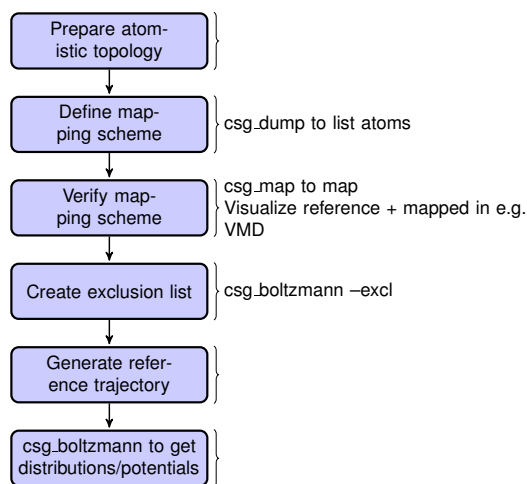 Prepare atom-
istic topology
Define map-
ping scheme
csg_dump to list atoms
Verify map-
ping scheme
csg_map to map
Visualize reference + mapped in e.g.
VMD
Create exclusion list
csg_boltzmann –excl
Generate refer-
ence trajectory
csg_boltzmann to get
distributions/potentials